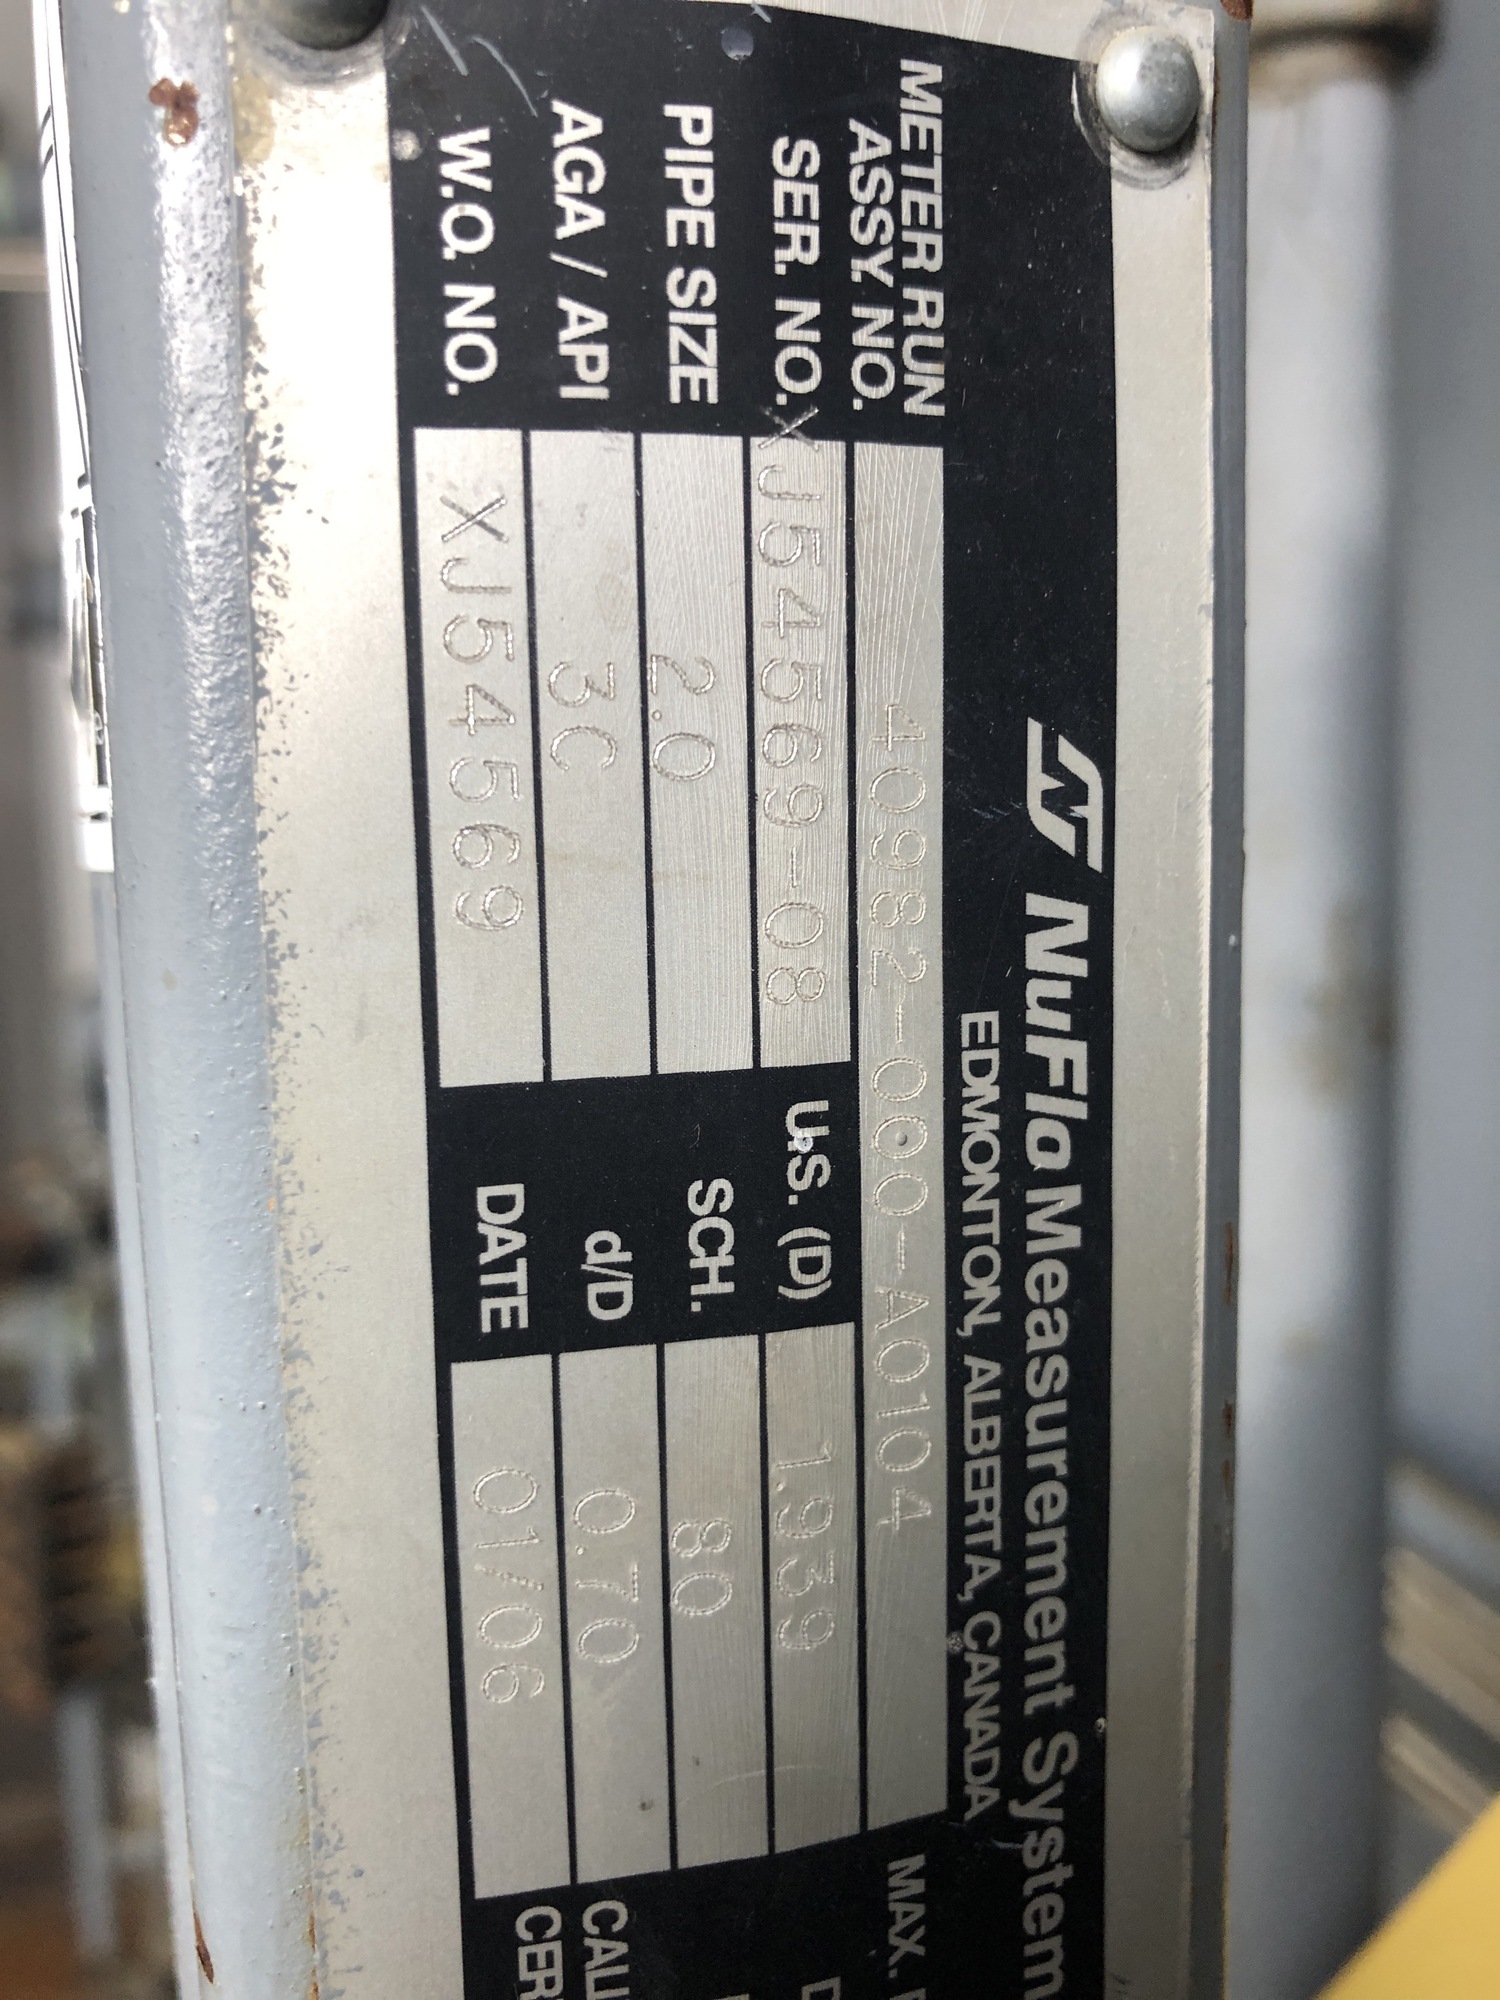 NuFlo Measurement System
EDMONTON, ALBERTA, CANADA
METER RUN
ASSY. NO. 40982-000-A0104 MAX.
SER. NO. XJ54569-08 U.S. (D) 1.939
PIPE SIZE 2.0 SCH. 80
AGA / API 3C d/D 0.70
W.O. NO. XJ54569 DATE 01/06